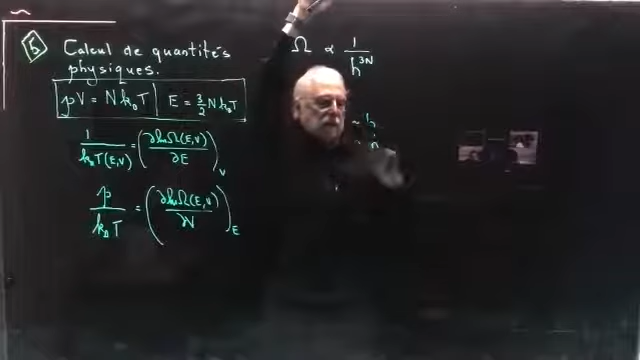 5 Calcul de quantités
physiques.
pV = N k_B T
E = 3/2 N k_B T
1/(k_B T(E,V)) = (∂ln Ω(E,V)/∂E)_V
p/(k_B T) = (∂ln Ω(E,V)/∂V)_E
Ω ∝ 1/h^{3N}